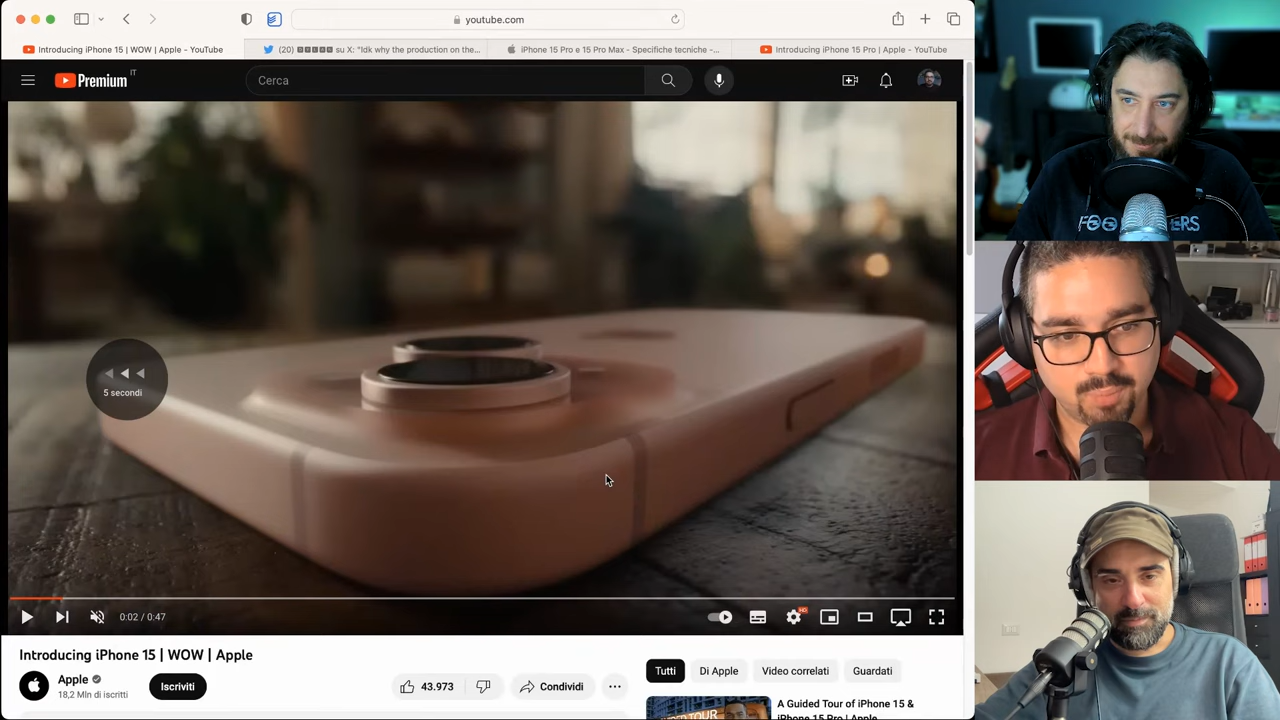 youtube.com
Introducing iPhone 15 | WOW | Apple - YouTube
su X: "Idk why the production on the...
iPhone 15 Pro e 15 Pro Max - Specifiche tecniche -...
Introducing iPhone 15 Pro | Apple - YouTube
Premium IT
Cerca
5 secondi
0:02 / 0:47
HD
Introducing iPhone 15 | WOW | Apple
Apple
18,2 Mln di iscritti
Iscriviti
43.973
Condividi
Tutti
Di Apple
Video correlati
Guardati
A Guided Tour of iPhone 15 &
iPhone 15 Pro | Apple